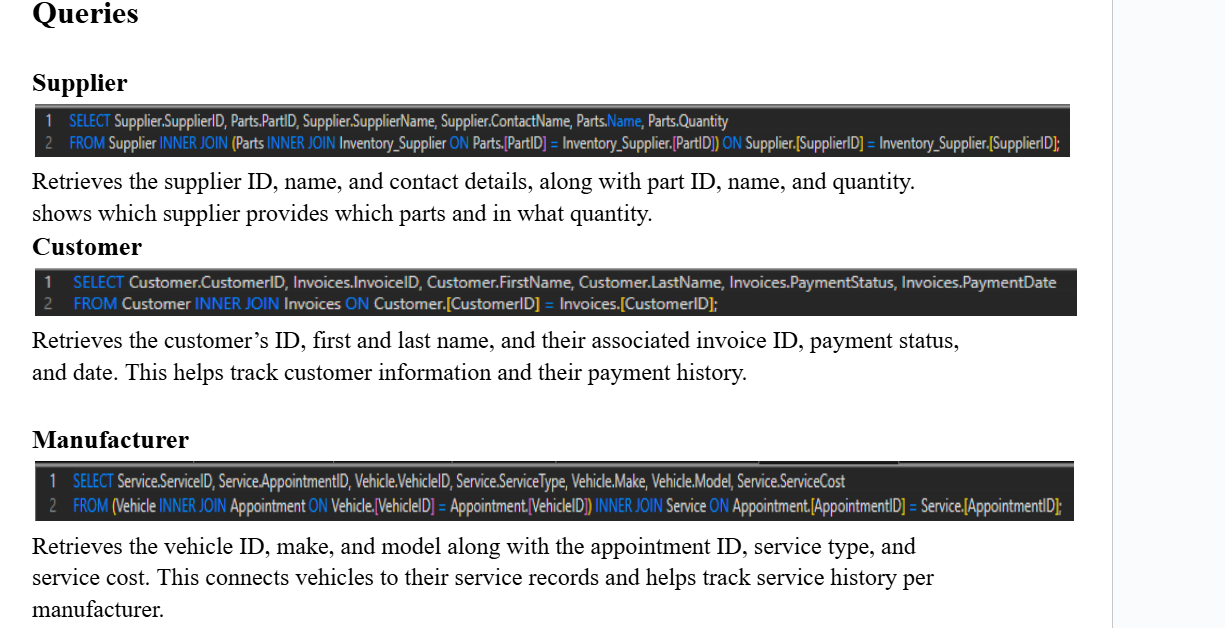 Queries
Supplier
1 SELECT Supplier.SupplierID, Parts.PartID, Supplier.SupplierName, Supplier.ContactName, Parts.Name, Parts.Quantity
2 FROM Supplier INNER JOIN (Parts INNER JOIN Inventory_Supplier ON Parts.[PartID] = Inventory_Supplier.[PartID]) ON Supplier.[SupplierID] = Inventory_Supplier.[SupplierID];
Retrieves the supplier ID, name, and contact details, along with part ID, name, and quantity.
shows which supplier provides which parts and in what quantity.
Customer
1 SELECT Customer.CustomerID, Invoices.InvoiceID, Customer.FirstName, Customer.LastName, Invoices.PaymentStatus, Invoices.PaymentDate
2 FROM Customer INNER JOIN Invoices ON Customer.[CustomerID] = Invoices.[CustomerID];
Retrieves the customer’s ID, first and last name, and their associated invoice ID, payment status,
and date. This helps track customer information and their payment history.
Manufacturer
1 SELECT Service.ServiceID, Service.AppointmentID, Vehicle.VehicleID, Service.ServiceType, Vehicle.Make, Vehicle.Model, Service.ServiceCost
2 FROM (Vehicle INNER JOIN Appointment ON Vehicle.[VehicleID] = Appointment.[VehicleID]) INNER JOIN Service ON Appointment.[AppointmentID] = Service.[AppointmentID];
Retrieves the vehicle ID, make, and model along with the appointment ID, service type, and
service cost. This connects vehicles to their service records and helps track service history per
manufacturer.